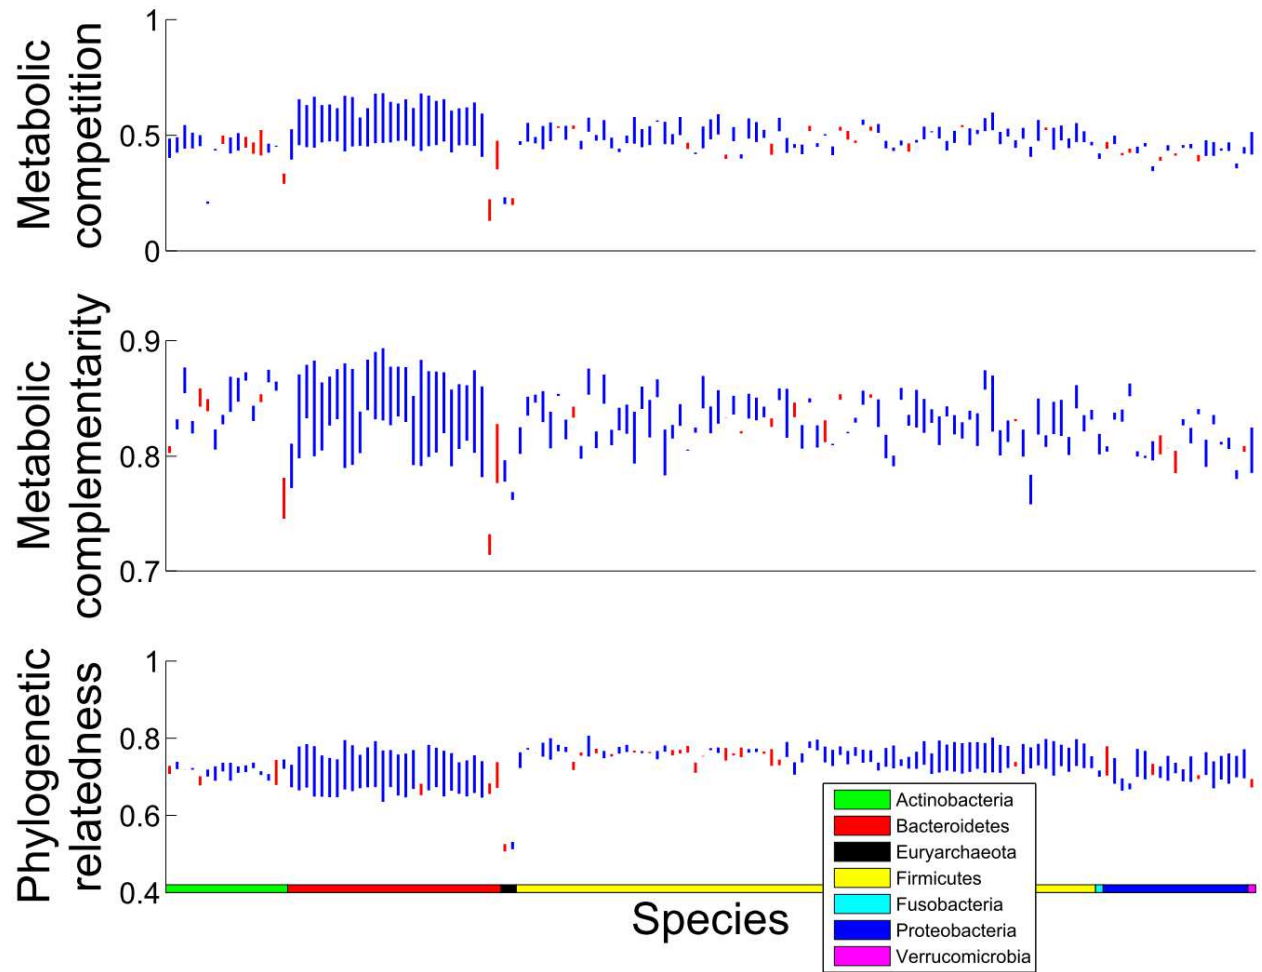 Metabolic
competition
1
0.5
0
Metabolic
complementarity
0.9
0.8
0.7
Phylogenetic
relatedness
1
0.8
0.6
0.4
Species
Actinobacteria
Bacteroidetes
Euryarchaeota
Firmicutes
Fusobacteria
Proteobacteria
Verrucomicrobia